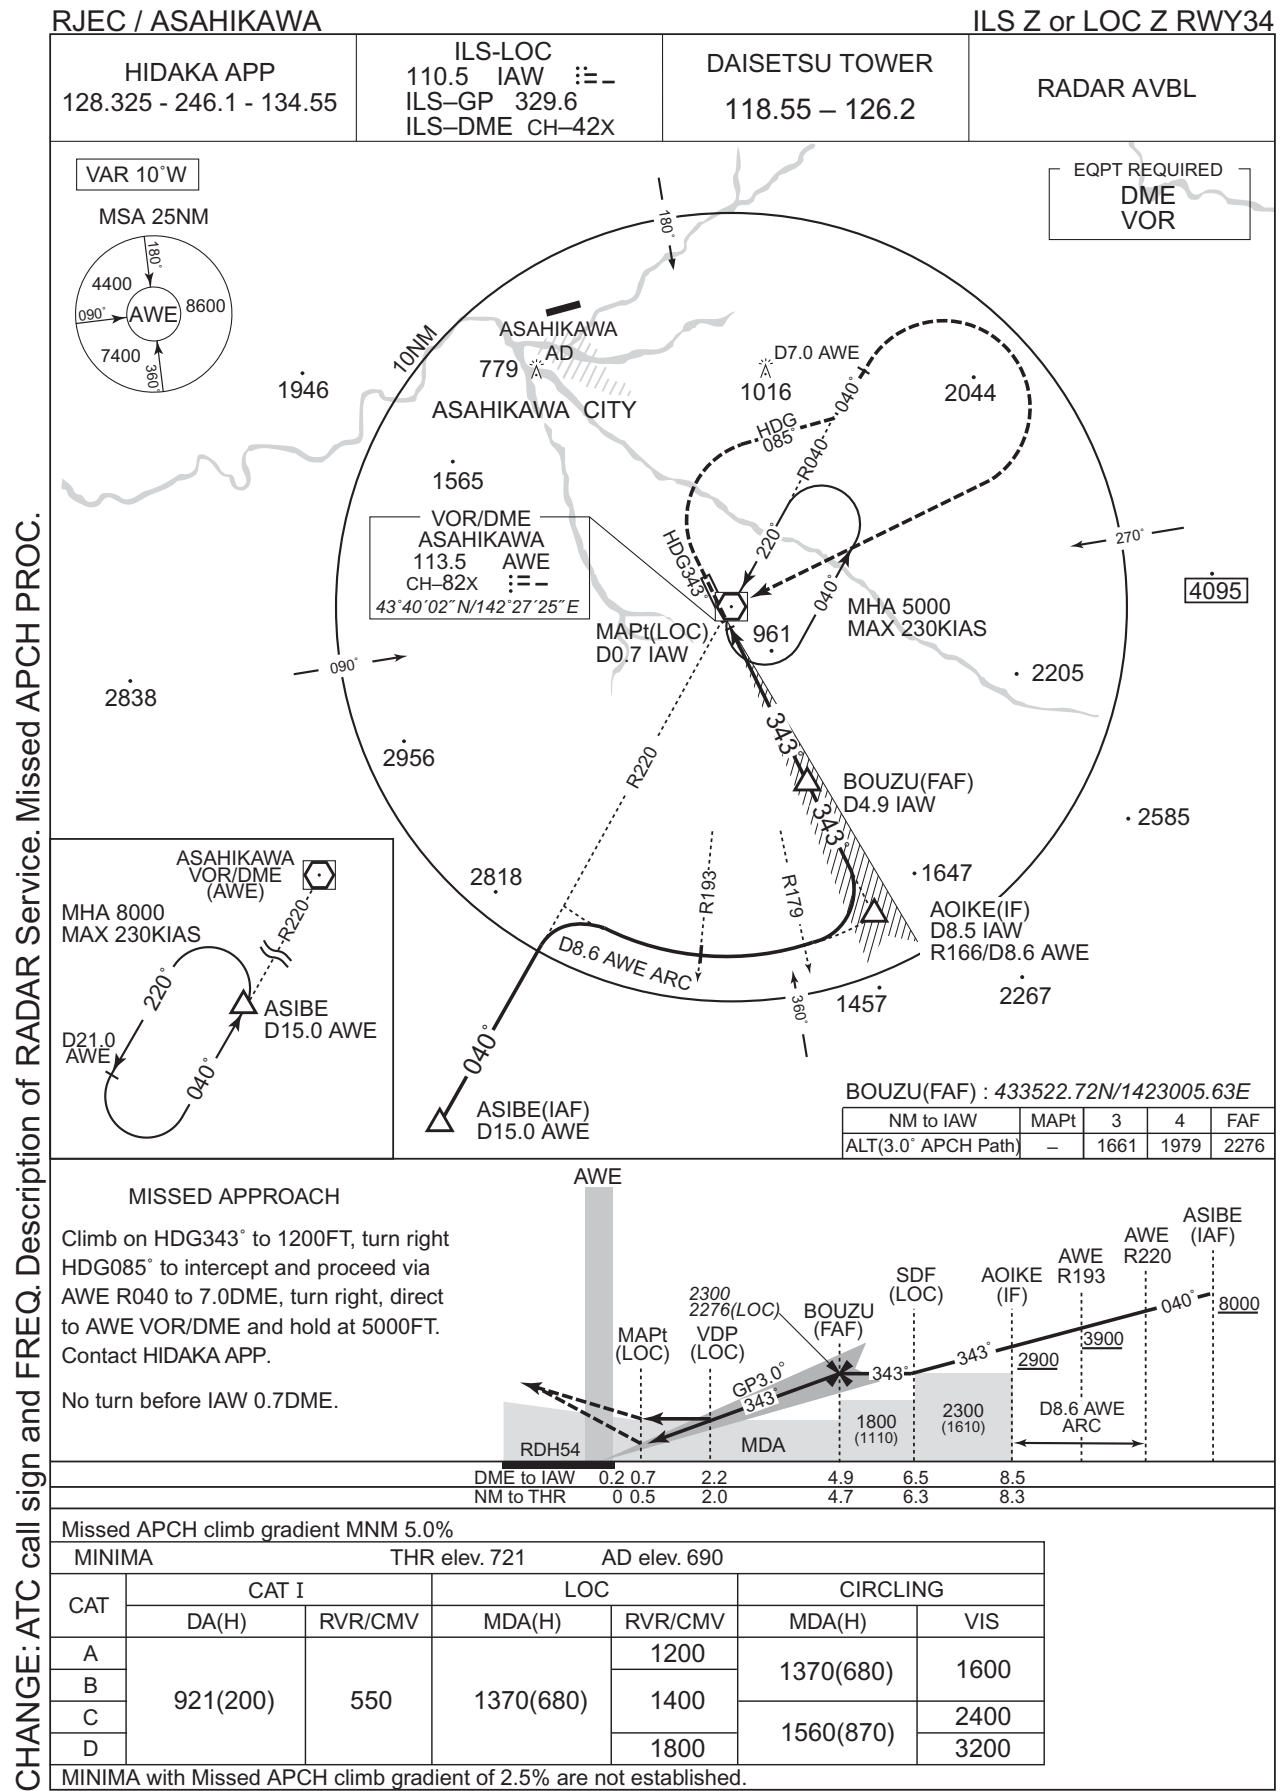 RJEC / ASAHIKAWA
ILS Z or LOC Z RWY34
HIDAKA APP
128.325 - 246.1 - 134.55
ILS-LOC
110.5 IAW
ILS–GP 329.6
ILS–DME CH–42X
DAISETSU TOWER
118.55 – 126.2
RADAR AVBL
VAR 10°W
MSA 25NM
180°
4400
8600
090°
AWE
7400
360°
EQPT REQUIRED
DME
VOR
180°
10NM
ASAHIKAWA
AD
779
ASAHIKAWA CITY
1946
D7.0 AWE
1016
040°
2044
HDG
085°
R040
1565
VOR/DME
ASAHIKAWA
113.5 AWE
CH–82X
43°40´02˝N/142°27´25˝E
HDG343°
220°
040°
270°
4095
MHA 5000
MAX 230KIAS
MAPt(LOC)
D0.7 IAW
961
090°
2838
2205
2956
R220
343°
BOUZU(FAF)
D4.9 IAW
343°
2585
2818
R193
R179
1647
AOIKE(IF)
D8.5 IAW
R166/D8.6 AWE
D8.6 AWE ARC
360°
1457
2267
040°
ASIBE(IAF)
D15.0 AWE
ASAHIKAWA
VOR/DME
(AWE)
MHA 8000
MAX 230KIAS
R220
220°
ASIBE
D15.0 AWE
D21.0
AWE
040°
BOUZU(FAF) : 433522.72N/1423005.63E
NM to IAW MAPt 3 4 FAF
ALT(3.0° APCH Path) – 1661 1979 2276
MISSED APPROACH
Climb on HDG343° to 1200FT, turn right
HDG085° to intercept and proceed via
AWE R040 to 7.0DME, turn right, direct
to AWE VOR/DME and hold at 5000FT.
Contact HIDAKA APP.
No turn before IAW 0.7DME.
AWE
MAPt
(LOC)
VDP
(LOC)
2300
2276(LOC)
BOUZU
(FAF)
SDF
(LOC)
AOIKE
(IF)
AWE
R193
AWE
R220
ASIBE
(IAF)
040°
8000
3900
2900
343°
343°
GP3.0°
343°
D8.6 AWE
ARC
2300
(1610)
1800
(1110)
MDA
RDH54
DME to IAW 0.2 0.7 2.2 4.9 6.5 8.5
NM to THR 0 0.5 2.0 4.7 6.3 8.3
Missed APCH climb gradient MNM 5.0%
MINIMA THR elev. 721 AD elev. 690
CAT CAT I LOC CIRCLING
DA(H) RVR/CMV MDA(H) RVR/CMV MDA(H) VIS
A 1200
B 1370(680) 1600
921(200) 550 1370(680) 1400
C 2400
1560(870)
D 1800 3200
MINIMA with Missed APCH climb gradient of 2.5% are not established.
CHANGE: ATC call sign and FREQ. Description of RADAR Service. Missed APCH PROC.